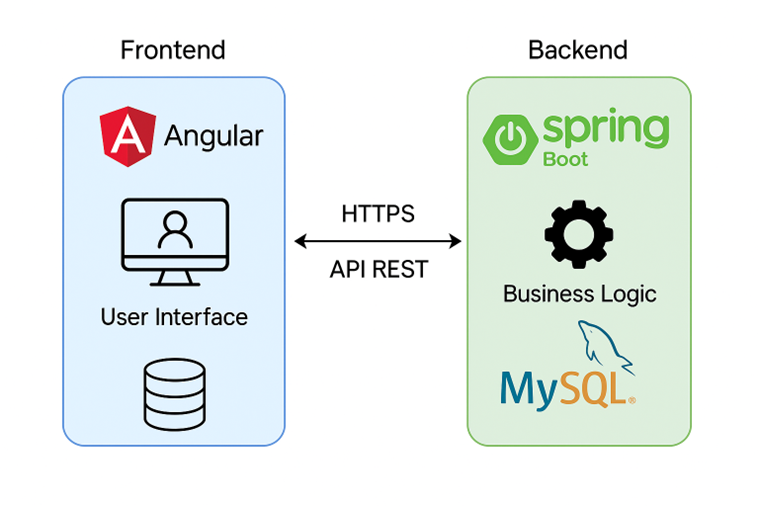 Frontend
Backend
Angular
User Interface
HTTPS
API REST
spring
Boot
Business Logic
MySQL®